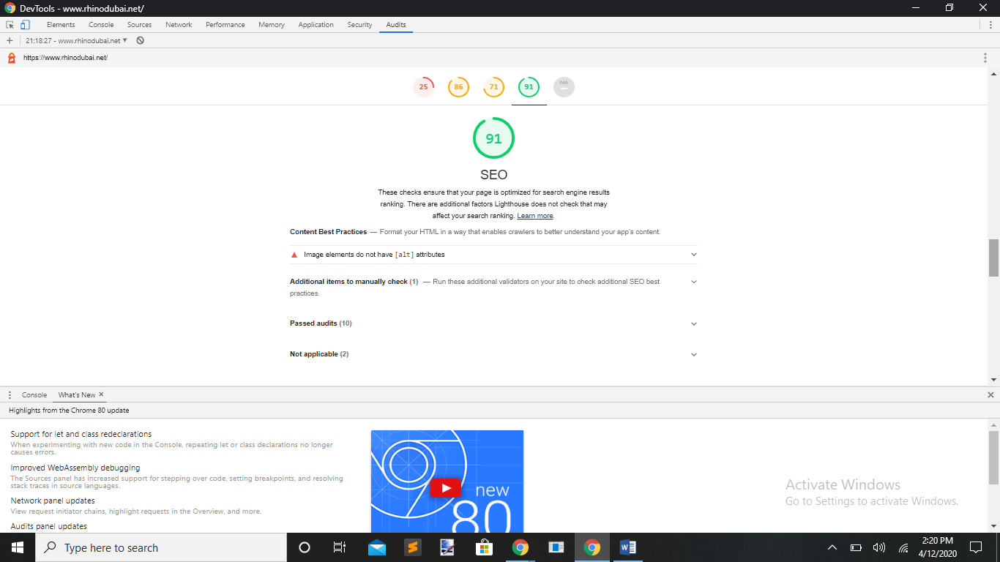 DevTools - www.rhinodubai.net/
Elements Console Sources Network Performance Memory Application Security Audits
21:18:27 - www.rhinodubai.net
https://www.rhinodubai.net/
25 86 71 91 PWA
91
SEO
These checks ensure that your page is optimized for search engine results
ranking. There are additional factors Lighthouse does not check that may
affect your search ranking. Learn more.
Content Best Practices — Format your HTML in a way that enables crawlers to better understand your app's content.
Image elements do not have [alt] attributes
Additional items to manually check (1) — Run these additional validators on your site to check additional SEO best
practices.
Passed audits (10)
Not applicable (2)
Console What's New
Highlights from the Chrome 80 update
Support for let and class redeclarations
When experimenting with new code in the Console, repeating let or class declarations no longer
causes errors.
Improved WebAssembly debugging
The Sources panel has increased support for stepping over code, setting breakpoints, and resolving
stack traces in source languages.
Network panel updates
View request initiator chains, highlight requests in the Overview, and more.
Audits panel updates
new
80
Activate Windows
Go to Settings to activate Windows.
Type here to search
2:20 PM
4/12/2020